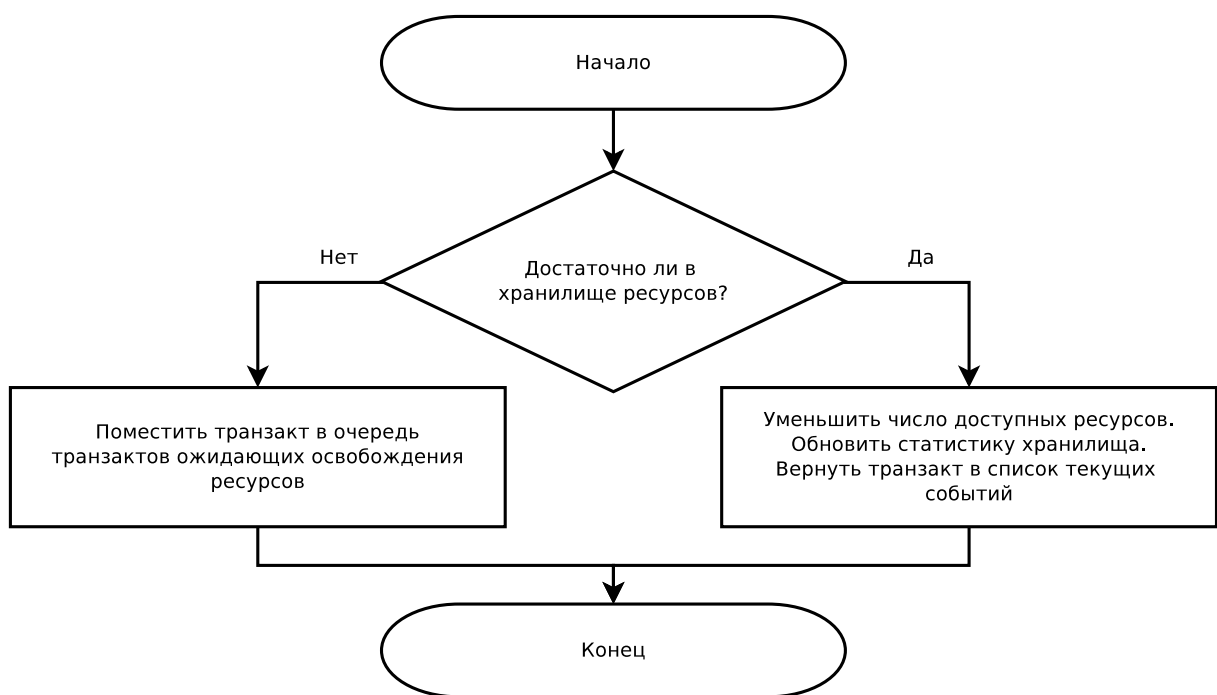 Начало
Нет
Да
Достаточно ли в
хранилище ресурсов?
Поместить транзакт в очередь
транзактов ожидающих освобождения
ресурсов
Уменьшить число доступных ресурсов.
Обновить статистику хранилища.
Вернуть транзакт в список текущих
событий
Конец